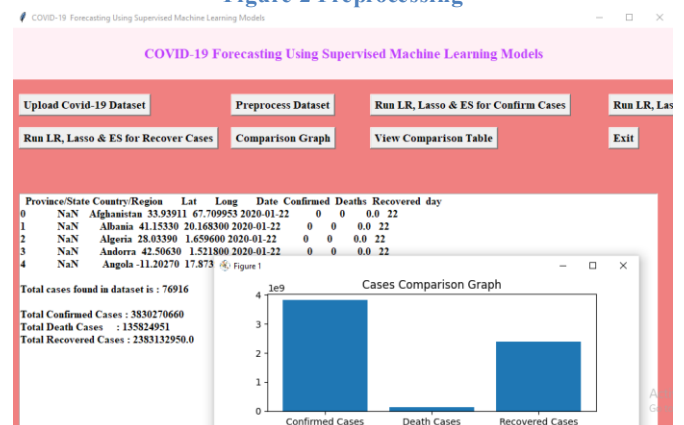 Figure 2 Preprocessing
COVID-19 Forecasting Using Supervised Machine Learning Models
COVID-19 Forecasting Using Supervised Machine Learning Models
Upload Covid-19 Dataset Preprocess Dataset Run LR, Lasso & ES for Confirm Cases Run LR, Las
Run LR, Lasso & ES for Recover Cases Comparison Graph View Comparison Table Exit
Province/State Country/Region Lat Long Date Confirmed Deaths Recovered day
0 NaN Afghanistan 33.93911 67.709953 2020-01-22 0 0 0.0 22
1 NaN Albania 41.15330 20.168300 2020-01-22 0 0 0.0 22
2 NaN Algeria 28.03390 1.659600 2020-01-22 0 0 0.0 22
3 NaN Andorra 42.50630 1.521800 2020-01-22 0 0 0.0 22
4 NaN Angola -11.20270 17.873
Total cases found in dataset is : 76916
Total Confirmed Cases : 3830270660
Total Death Cases : 135824951
Total Recovered Cases : 2383132950.0
Figure 1
Cases Comparison Graph
1e9
4
3
2
1
0
Confirmed Cases Death Cases Recovered Cases